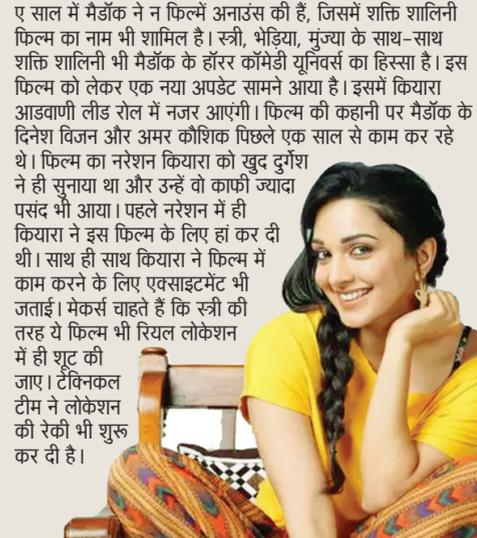 ए साल में मैडॉक ने न फिल्में अनाउंस की हैं, जिसमें शक्ति शालिनी
फिल्म का नाम भी शामिल है। स्त्री, भेड़िया, मुंज्या के साथ-साथ
शक्ति शालिनी भी मैडॉक के हॉरर कॉमेडी यूनिवर्स का हिस्सा है। इस
फिल्म को लेकर एक नया अपडेट सामने आया है। इसमें कियारा
आडवाणी लीड रोल में नजर आएंगी। फिल्म की कहानी पर मैडॉक के
दिनेश विजन और अमर कौशिक पिछले एक साल से काम कर रहे
थे। फिल्म का नरेशन कियारा को खुद दुर्गेश
ने ही सुनाया था और उन्हें वो काफी ज्यादा
पसंद भी आया। पहले नरेशन में ही
कियारा ने इस फिल्म के लिए हां कर दी
थी। साथ ही साथ कियारा ने फिल्म में
काम करने के लिए एक्साइटमेंट भी
जताई। मेकर्स चाहते हैं कि स्त्री की
तरह ये फिल्म भी रियल लोकेशन
में ही शूट की
जाए। टेक्निकल
टीम ने लोकेशन
की रेकी भी शुरू
कर दी है।